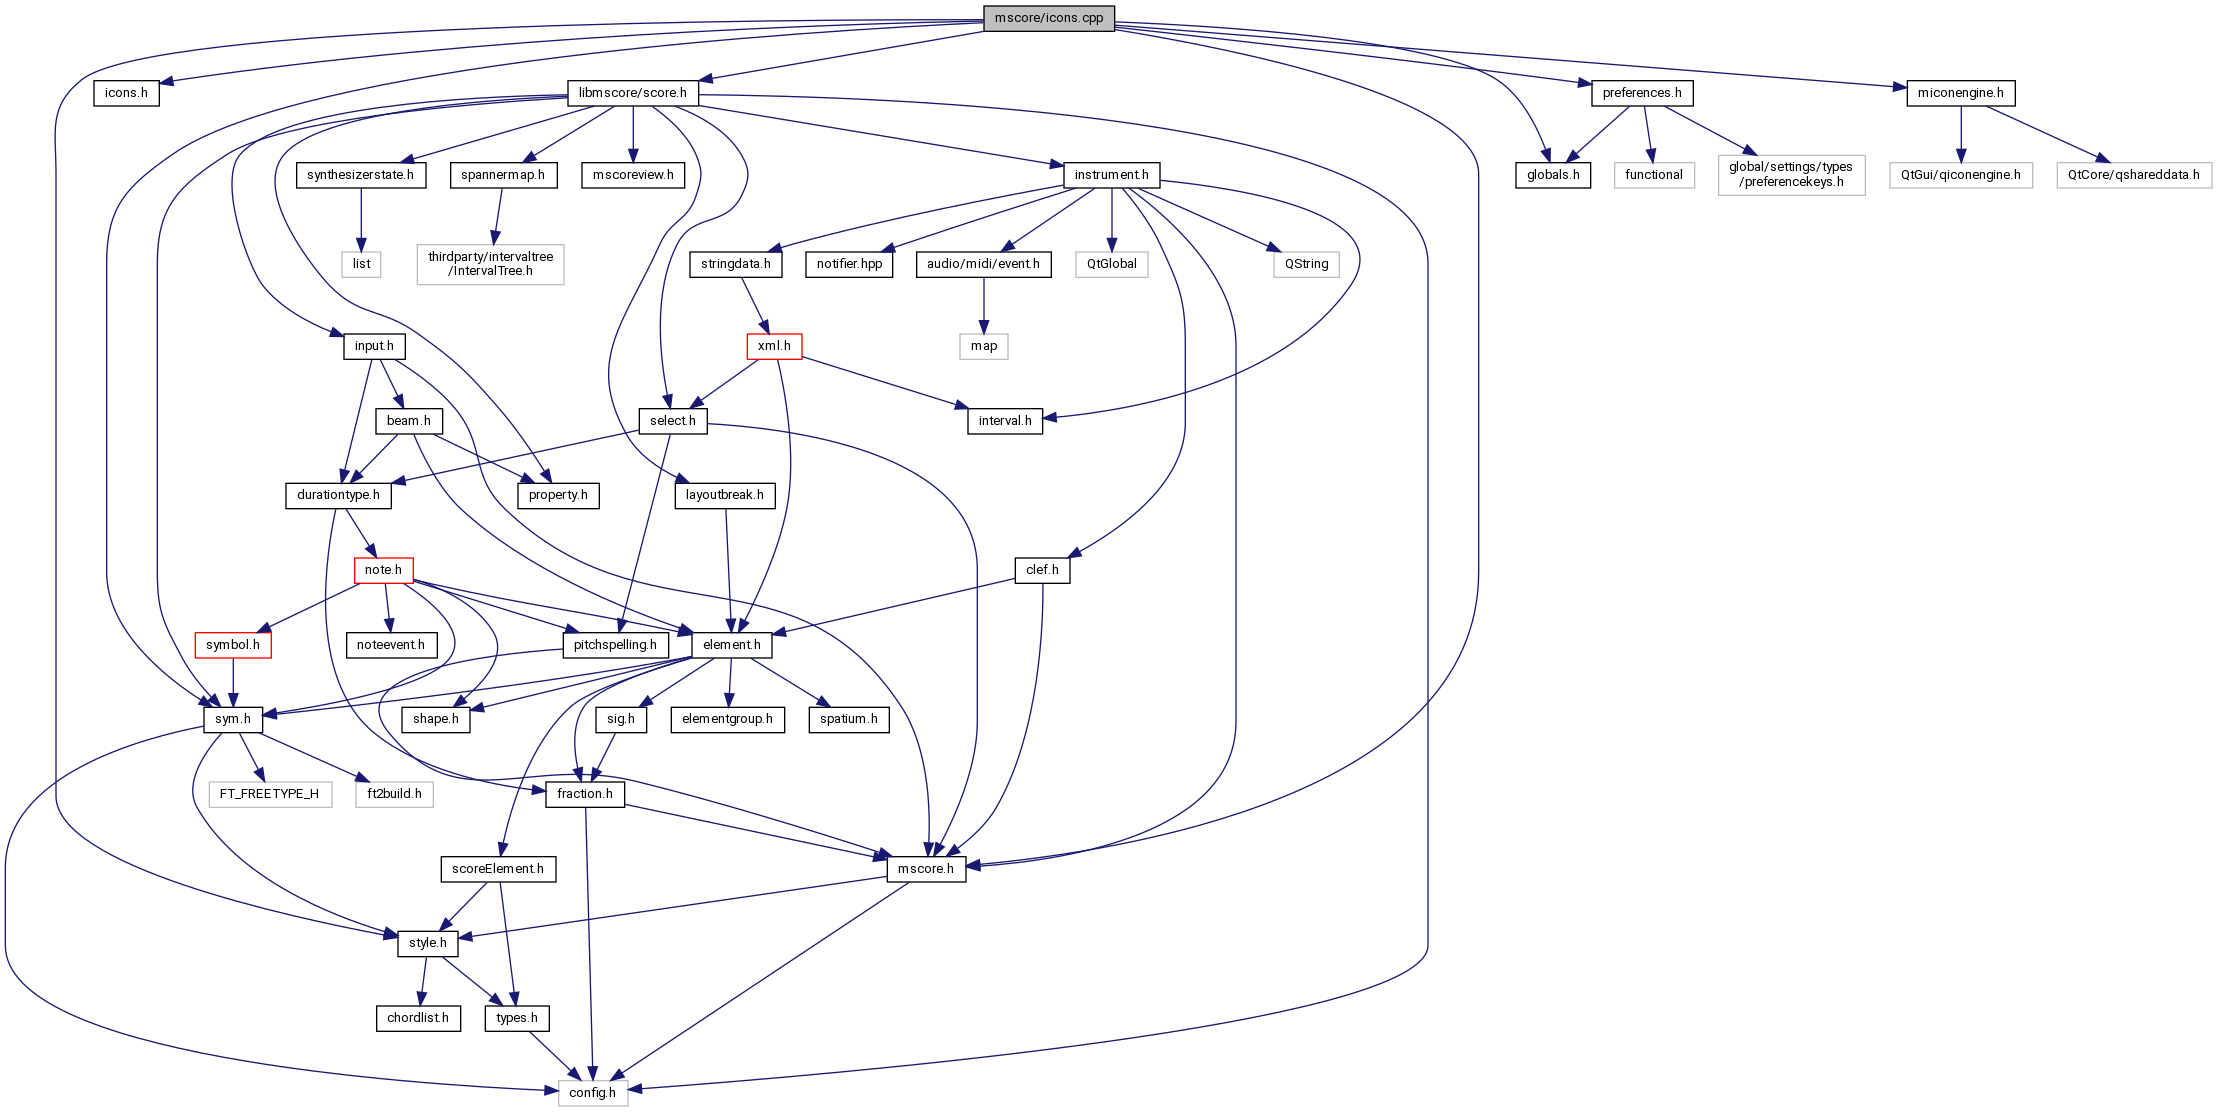 mscore/icons.cpp
icons.h
libmscore/score.h
preferences.h
miconengine.h
synthesizerstate.h
spannermap.h
mscoreview.h
instrument.h
globals.h
functional
global/settings/types
/preferencekeys.h
QtGui/qiconengine.h
QtCore/qshareddata.h
list
thirdparty/intervaltree
/IntervalTree.h
stringdata.h
notifier.hpp
audio/midi/event.h
QtGlobal
QString
input.h
xml.h
map
beam.h
select.h
interval.h
durationtype.h
property.h
layoutbreak.h
note.h
clef.h
symbol.h
noteevent.h
pitchspelling.h
element.h
sym.h
shape.h
sig.h
elementgroup.h
spatium.h
FT_FREETYPE_H
ft2build.h
fraction.h
scoreElement.h
mscore.h
style.h
chordlist.h
types.h
config.h